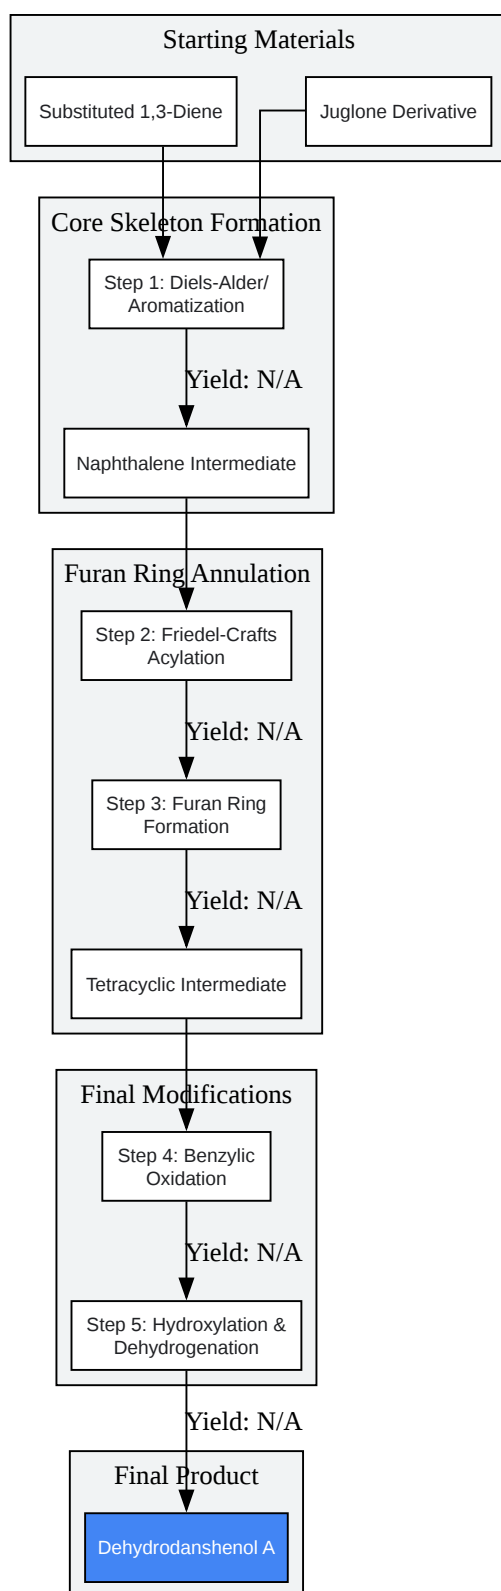 Starting Materials
Substituted 1,3-Diene
Juglone Derivative
Core Skeleton Formation
Step 1: Diels-Alder/
Aromatization
Yield: N/A
Naphthalene Intermediate
Furan Ring Annulation
Step 2: Friedel-Crafts
Acylation
Yield: N/A
Step 3: Furan Ring
Formation
Yield: N/A
Tetracyclic Intermediate
Final Modifications
Step 4: Benzylic
Oxidation
Yield: N/A
Step 5: Hydroxylation &
Dehydrogenation
Yield: N/A
Final Product
Dehydrodanshenol A